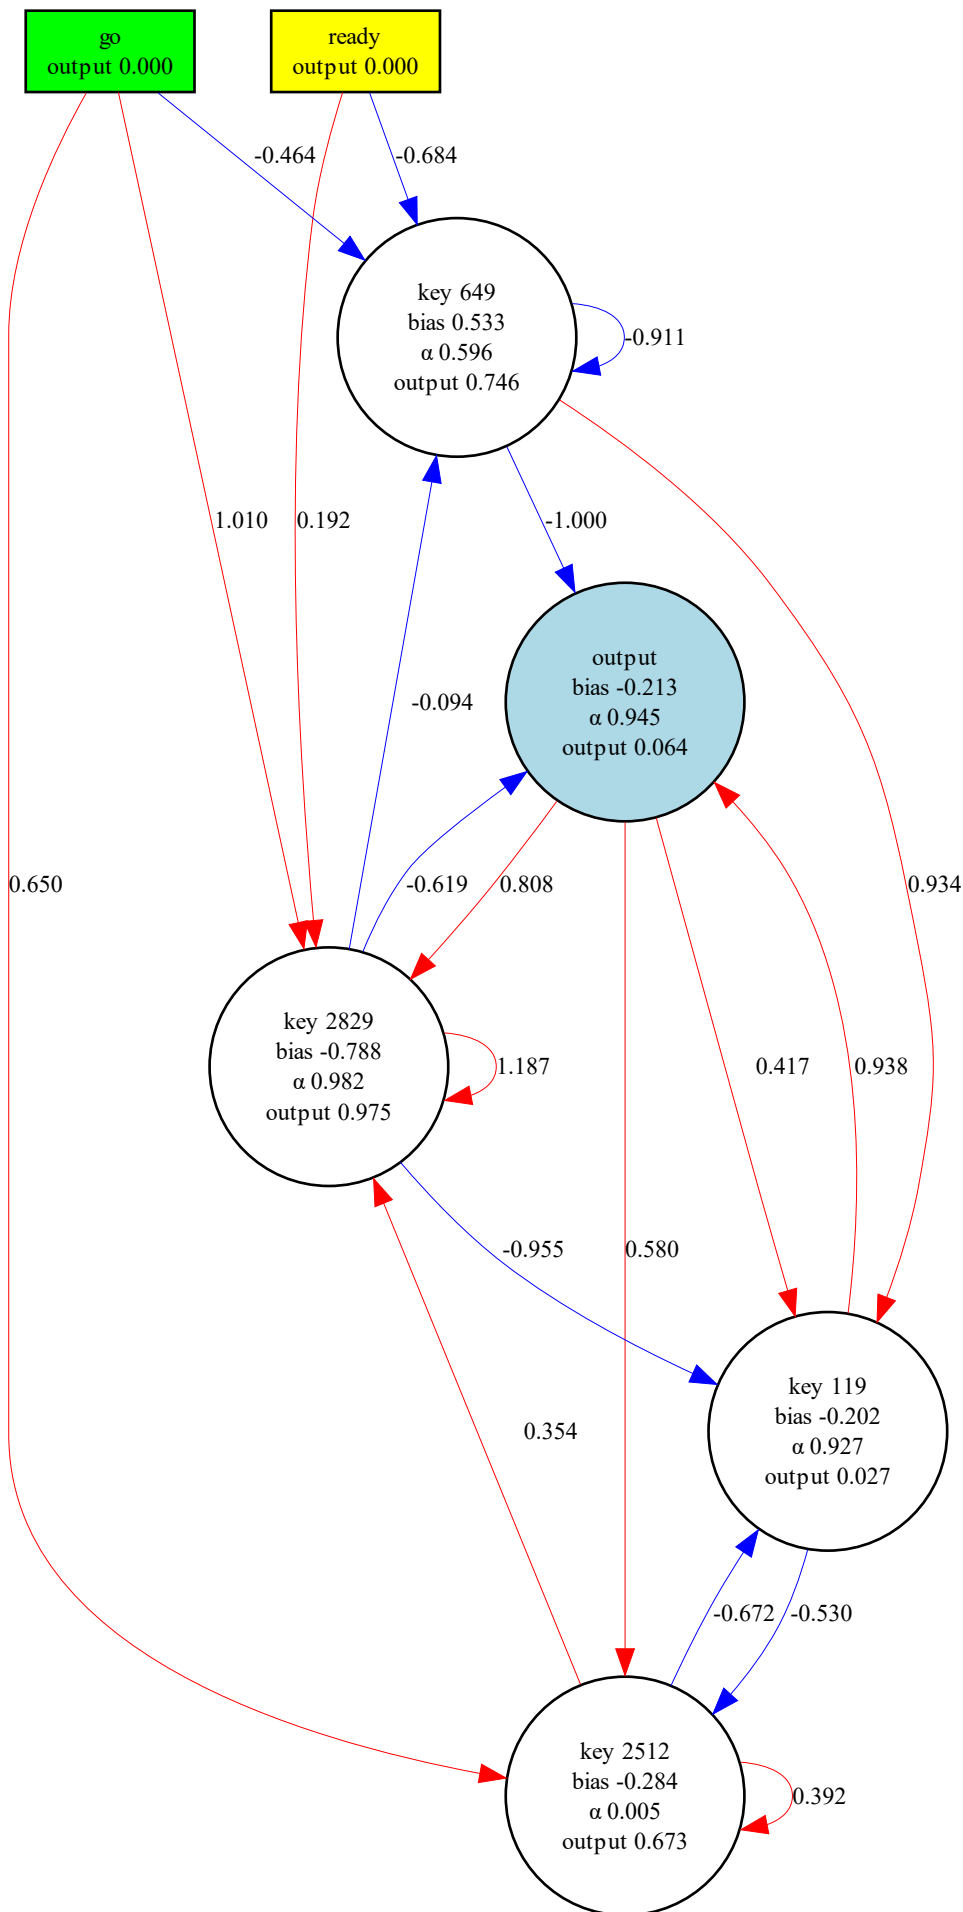 go
output 0.000
ready
output 0.000
-0.464
-0.684
key 649
bias 0.533
α 0.596
output 0.746
-0.911
1.010
0.192
-1.000
output
bias -0.213
α 0.945
output 0.064
-0.094
0.650
-0.619
0.808
0.934
key 2829
bias -0.788
α 0.982
output 0.975
1.187
0.417
0.938
-0.955
0.580
key 119
bias -0.202
α 0.927
output 0.027
0.354
-0.672
-0.530
key 2512
bias -0.284
α 0.005
output 0.673
0.392